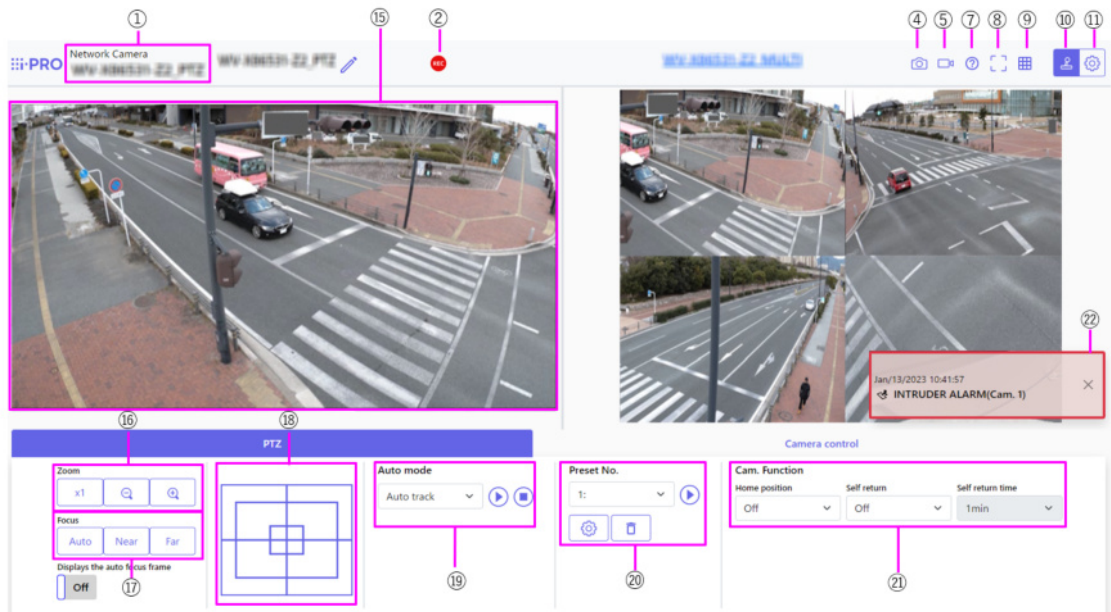 ① ⑮ ② ④ ⑤ ⑦ ⑧ ⑨ ⑩ ⑪
i-PRO
Network Camera
REC
㉒
Jan/13/2023 10:41:57
INTRUDER ALARM(Cam. 1)
⑯ ⑱
PTZ
Camera control
Zoom
x1
Focus
Auto Near Far
Displays the auto focus frame
Off
⑰
Auto mode
Auto track
⑲
Preset No.
1:
⑳
Cam. Function
Home position Self return Self return time
Off Off 1min
㉑